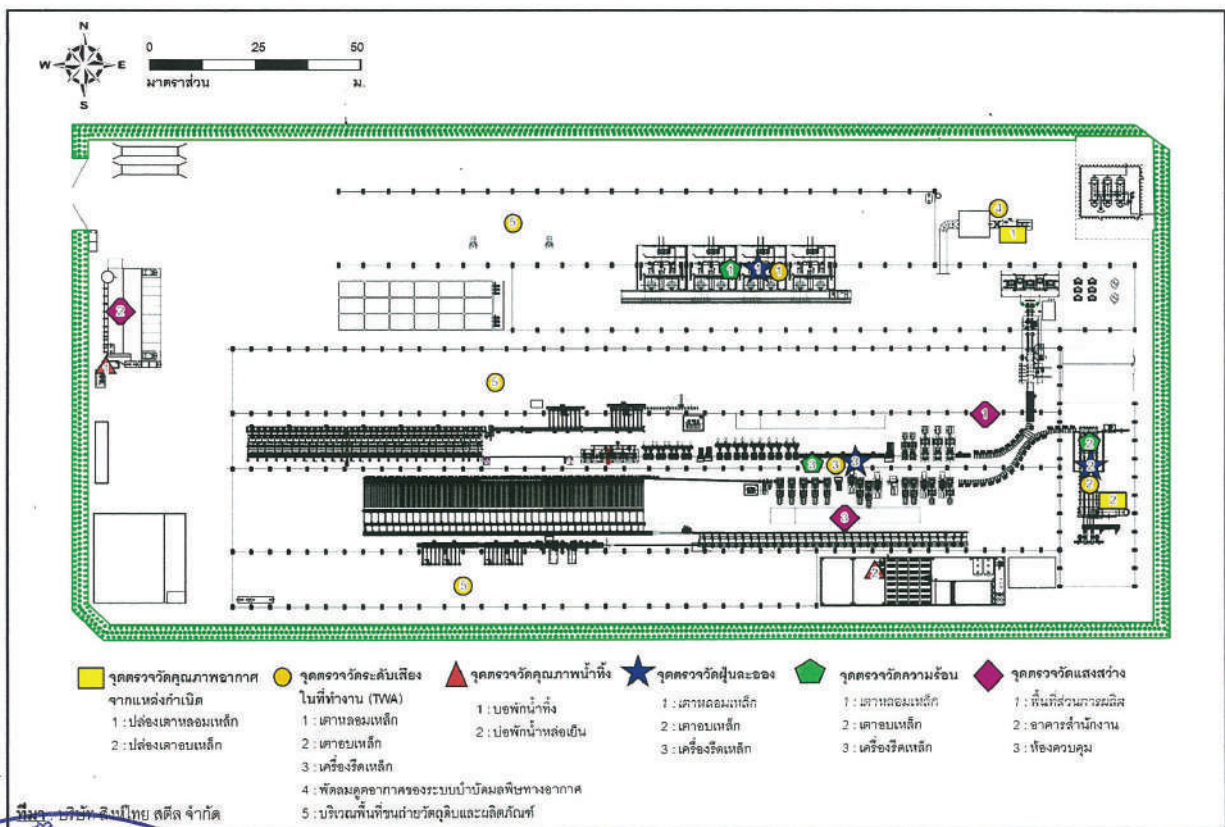 N
W E
S
0 25 50
มาตราส่วน ม.
5
4
1
1 1 1
2
1
5
1
2
3 3 3
2
2
2
3
2
5
จุดตรวจวัดคุณภาพอากาศ
จากแหล่งกำเนิด
1 : ปล่องเตาหลอมเหล็ก
2 : ปล่องเตาอบเหล็ก
จุดตรวจวัดระดับเสียง
ในที่ทำงาน (TWA)
1 : เตาหลอมเหล็ก
2 : เตาอบเหล็ก
3 : เครื่องรีดเหล็ก
4 : พัดลมดูดอากาศของระบบบำบัดมลพิษทางอากาศ
5 : บริเวณพื้นที่ขนถ่ายวัตถุดิบและผลิตภัณฑ์
จุดตรวจวัดคุณภาพน้ำทิ้ง
1 : บ่อพักน้ำทิ้ง
2 : บ่อพักน้ำหล่อเย็น
จุดตรวจวัดฝุ่นละออง
1 : เตาหลอมเหล็ก
2 : เตาอบเหล็ก
3 : เครื่องรีดเหล็ก
จุดตรวจวัดความร้อน
1 : เตาหลอมเหล็ก
2 : เตาอบเหล็ก
3 : เครื่องรีดเหล็ก
จุดตรวจวัดแสงสว่าง
1 : พื้นที่ส่วนการผลิต
2 : อาคารสำนักงาน
3 : ห้องควบคุม
ที่มา : บริษัท สิงห์ไทย สตีล จำกัด